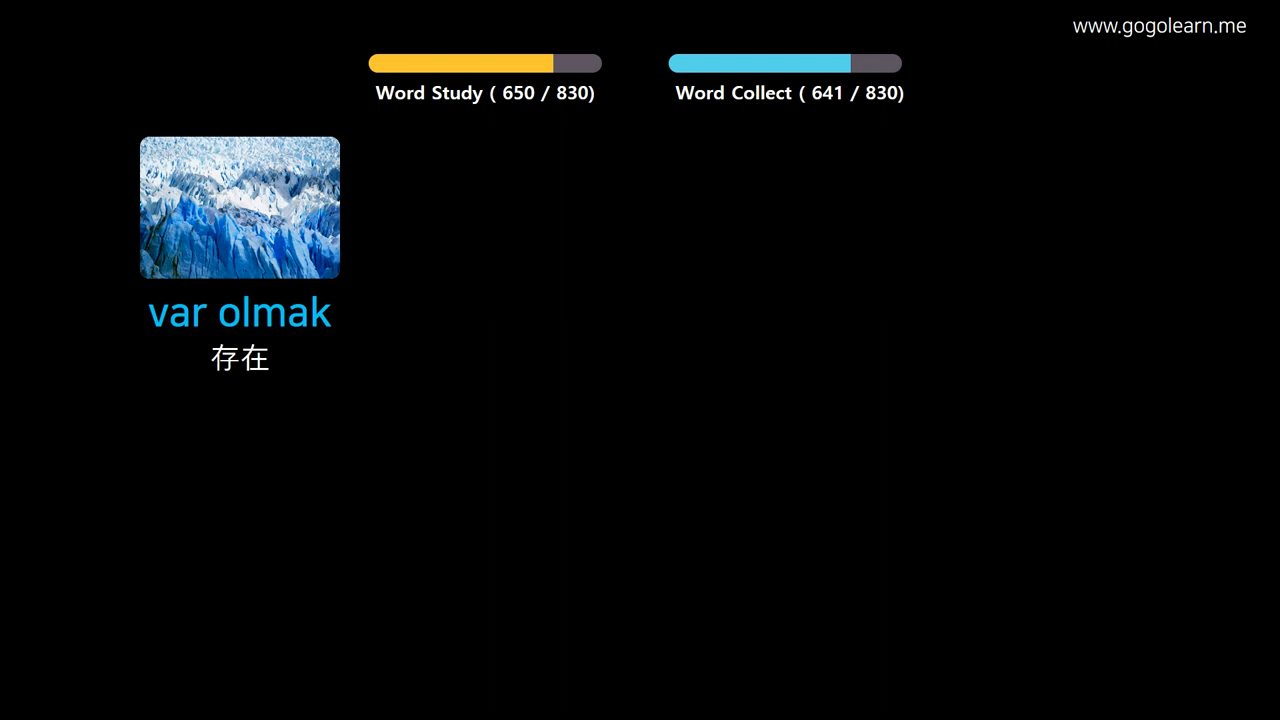 www.gogolearn.me
Word Study ( 650 / 830)
Word Collect ( 641 / 830)
var olmak
存在